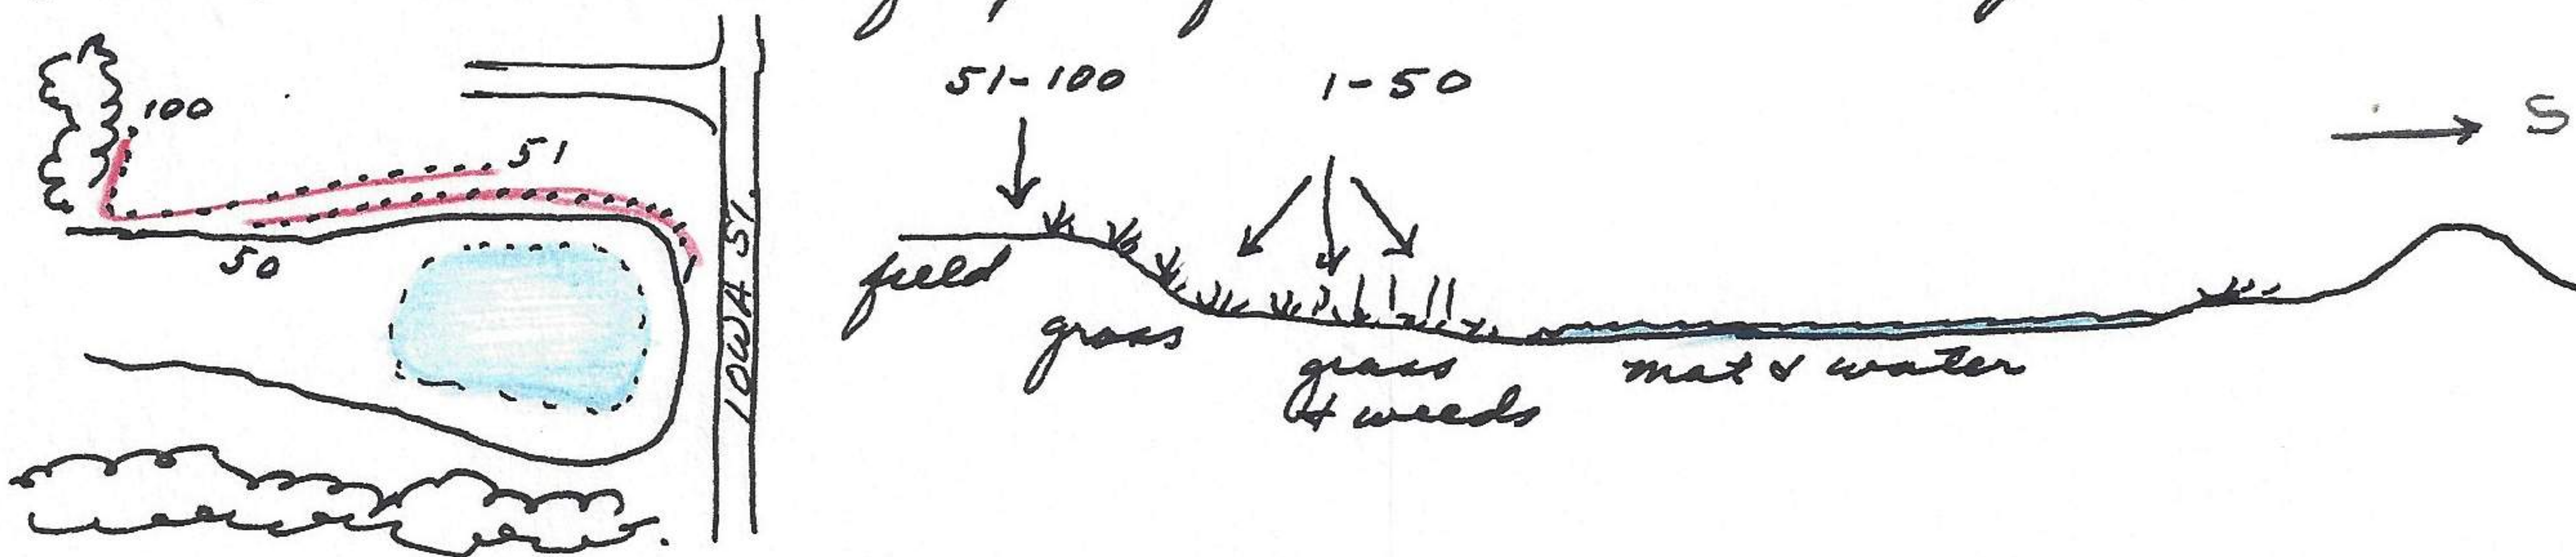 51-100
1-50
S
100
51
50
IOWA ST.
field
grass
grass
& weeds
mat & water